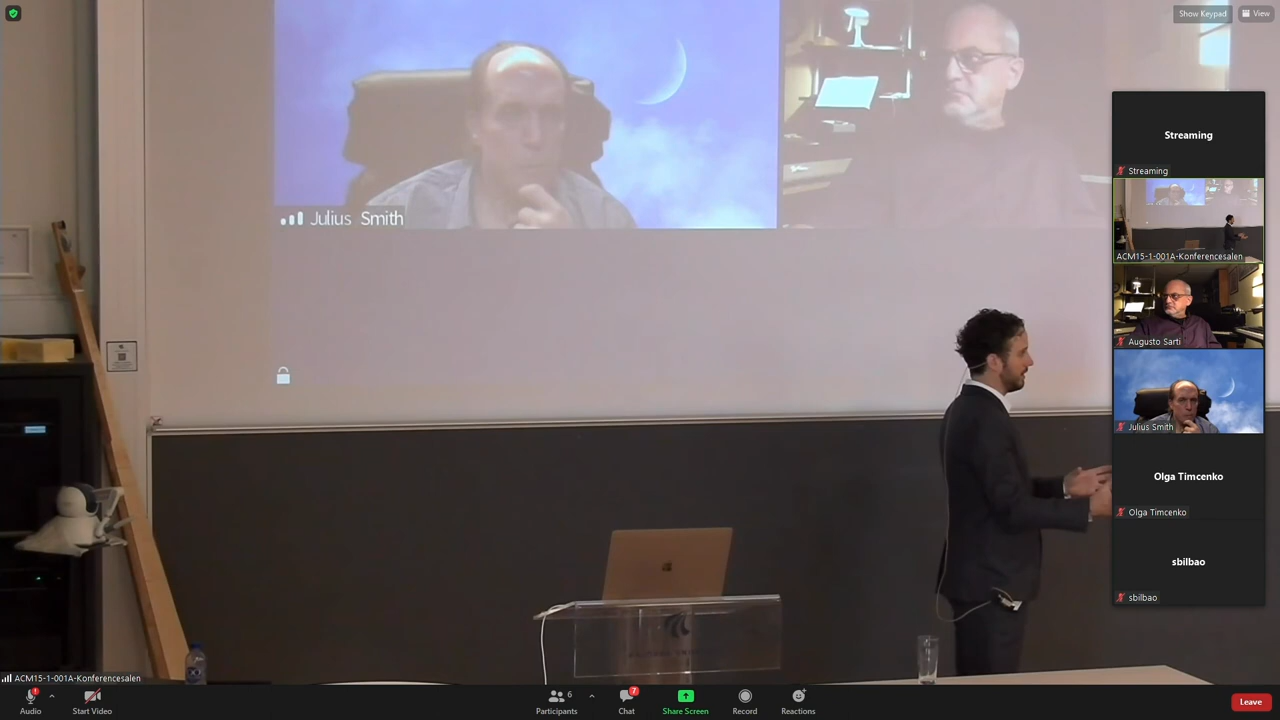 Show Keypad
View
Streaming
Streaming
ACM15-1-001A-Konferencesalen
Augusto Sarti
Julius Smith
Olga Timcenko
Olga Timcenko
sbilbao
sbilbao
Julius Smith
ACM15-1-001A-Konferencesalen
Audio
Start Video
6
Participants
7
Chat
Share Screen
Record
Reactions
Leave